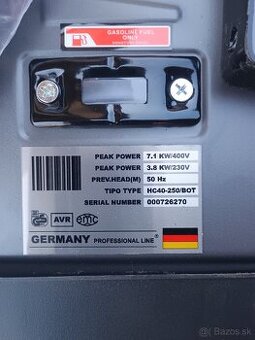 GASOLINE FUEL
ONLY
PEAK POWER 7.1 KW/400V
PEAK POWER 3.8 KW/230V
PREV.HEAD(M) 50 Hz
TIPO TYPE HC40-250/BOT
SERIAL NUMBER 000726270
AVR EMC
GERMANY PROFESSIONAL LINE ®
bazos.sk